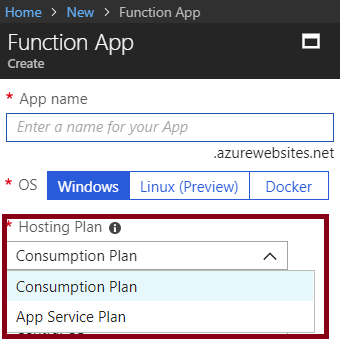 Home > New > Function App
Function App
Create
* App name
Enter a name for your App
.azurewebsites.net
* OS Windows Linux (Preview) Docker
* Hosting Plan
Consumption Plan
Consumption Plan
App Service Plan